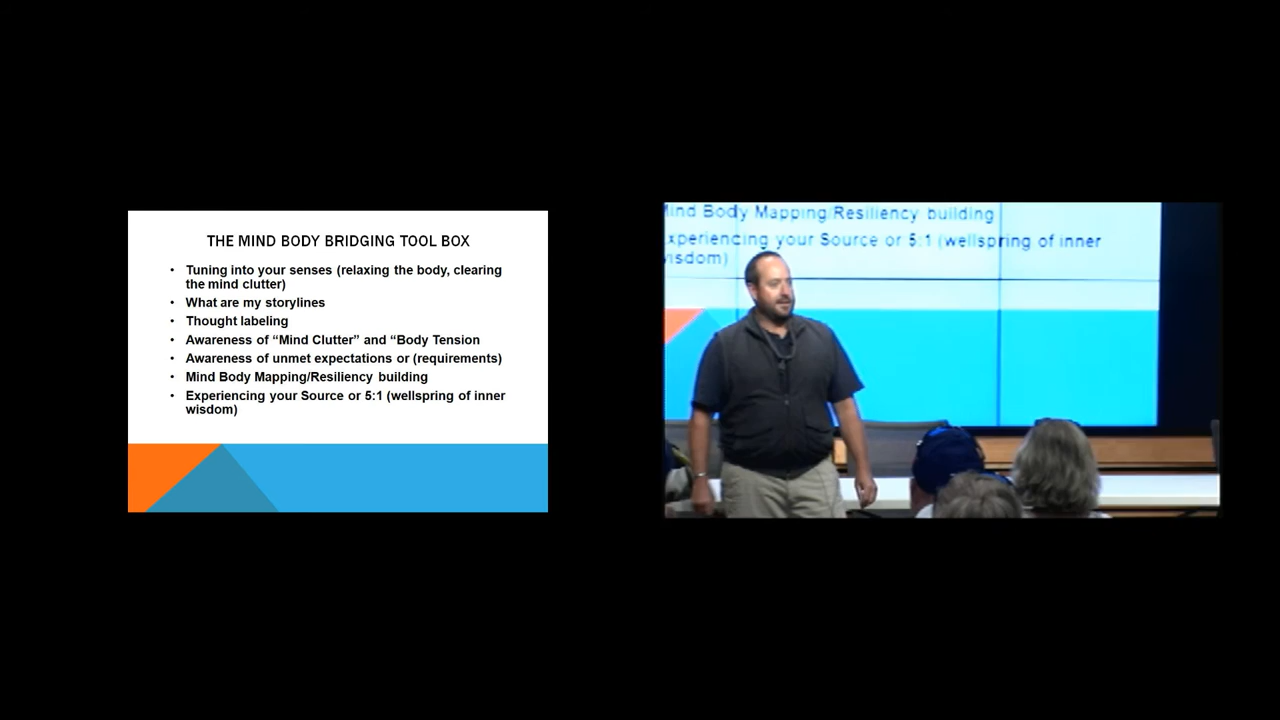 THE MIND BODY BRIDGING TOOL BOX
• Tuning into your senses (relaxing the body, clearing
the mind clutter)
• What are my storylines
• Thought labeling
• Awareness of “Mind Clutter” and “Body Tension
• Awareness of unmet expectations or (requirements)
• Mind Body Mapping/Resiliency building
• Experiencing your Source or 5:1 (wellspring of inner
wisdom)
Mind Body Mapping/Resiliency building
xperiencing your Source or 5:1 (wellspring of inner
wisdom)